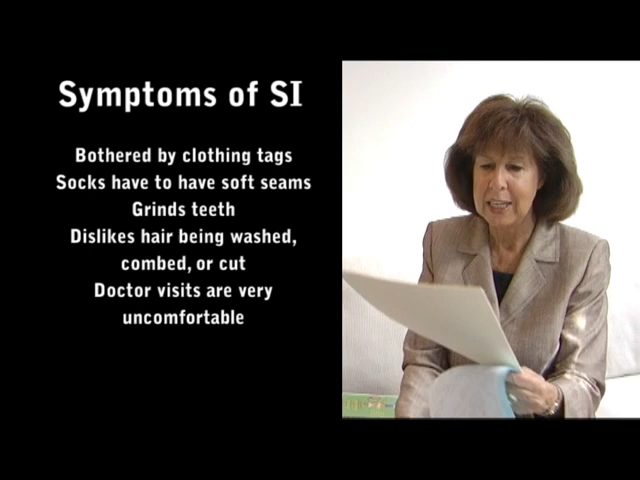 Symptoms of SI
Bothered by clothing tags
Socks have to have soft seams
Grinds teeth
Dislikes hair being washed,
combed, or cut
Doctor visits are very
uncomfortable